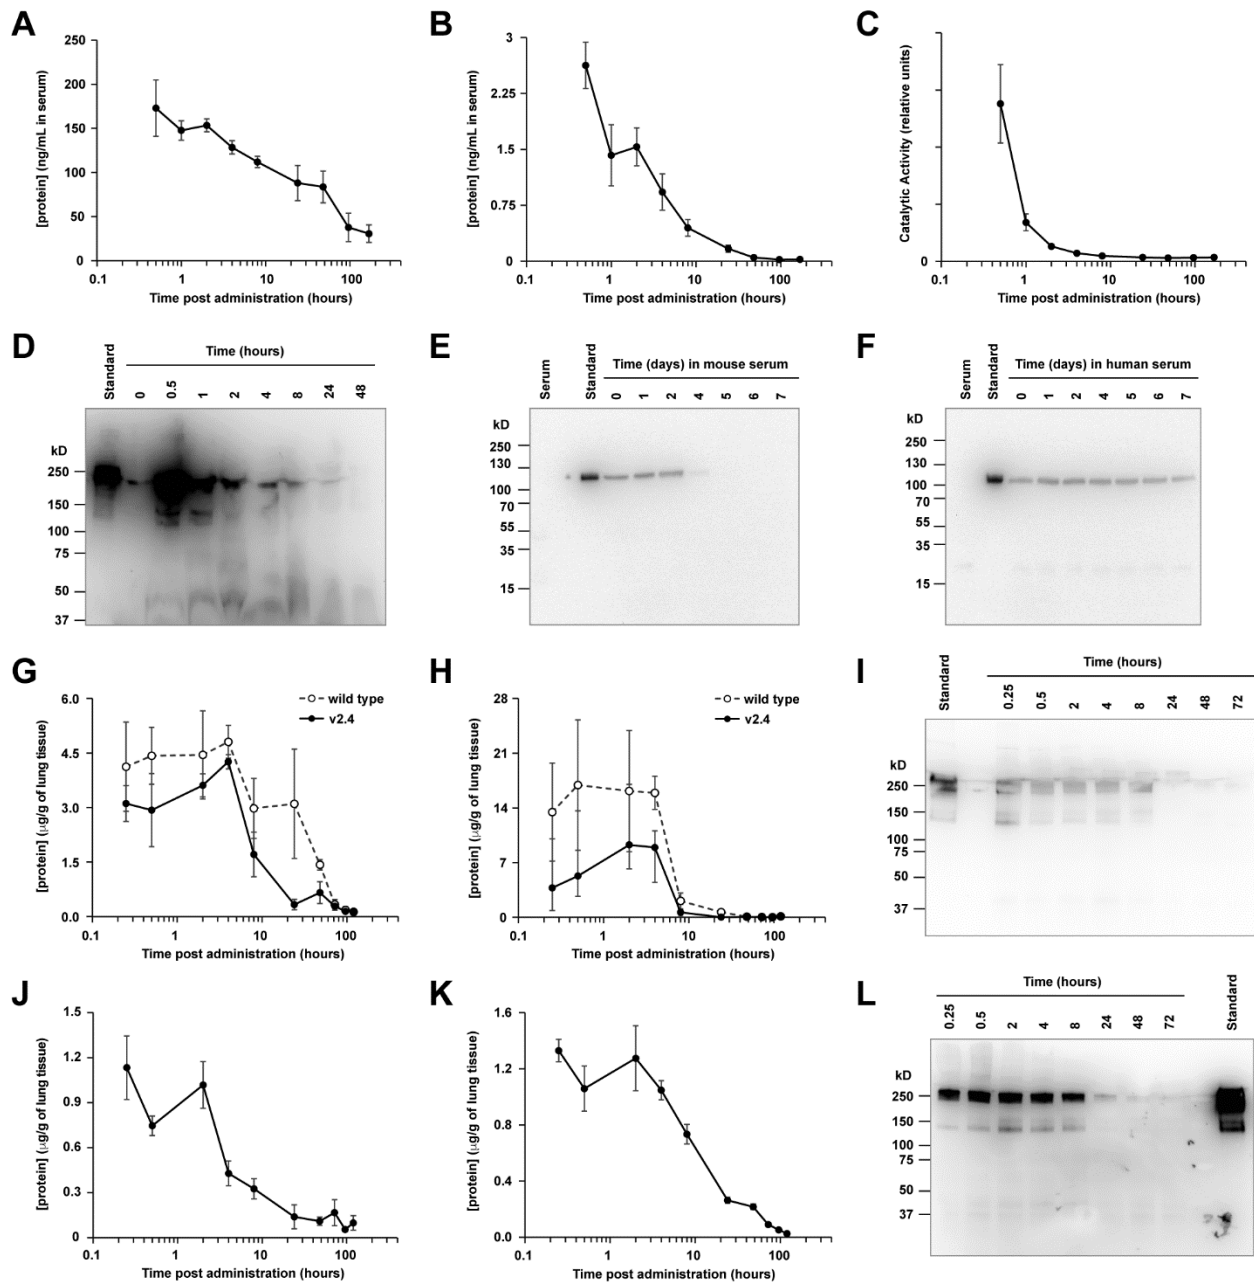 A
[protein] (ng/mL in serum)
250
200
150
100
50
0
0.1
1
10
100
Time post administration (hours)
B
[protein] (ng/mL in serum)
3
2.25
1.5
0.75
0
0.1
1
10
100
Time post administration (hours)
C
Catalytic Activity (relative units)
0
0.1
1
10
100
Time post administration (hours)
D
Standard
Time (hours)
0
0.5
1
2
4
8
24
48
kD
250
150
100
75
50
37
E
Serum
Standard
Time (days) in mouse serum
0
1
2
4
5
6
7
kD
250
130
100
70
55
35
15
F
Serum
Standard
Time (days) in human serum
0
1
2
4
5
6
7
kD
250
130
100
70
55
35
15
G
wild type
v2.4
[protein] (μg/g of lung tissue)
6.0
4.5
3.0
1.5
0.0
0.1
1
10
100
Time post administration (hours)
H
wild type
v2.4
[protein] (μg/g of lung tissue)
28
21
14
7
0
0.1
1
10
100
Time post administration (hours)
I
Standard
Time (hours)
0.25
0.5
2
4
8
24
48
72
kD
250
150
100
75
50
37
J
[protein] (μg/g of lung tissue)
1.5
1.2
0.9
0.6
0.3
0.0
0.1
1
10
100
Time post administration (hours)
K
[protein] (μg/g of lung tissue)
1.6
1.2
0.8
0.4
0.0
0.1
1
10
100
Time post administration (hours)
L
Time (hours)
0.25
0.5
2
4
8
24
48
72
Standard
kD
250
150
100
75
50
37